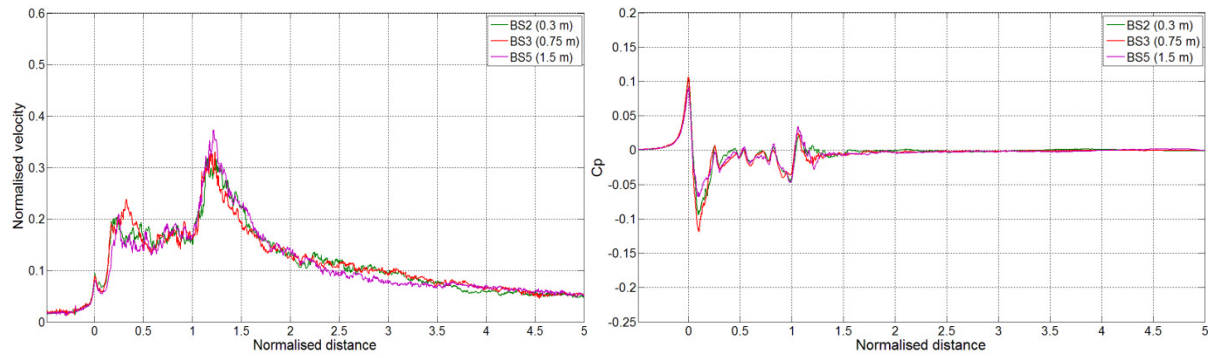 0.6
0.5
0.4
0.3
0.2
0.1
0
Normalised velocity
0 0.5 1 1.5 2 2.5 3 3.5 4 4.5 5
Normalised distance
BS2 (0.3 m)
BS3 (0.75 m)
BS5 (1.5 m)
0.2
0.15
0.1
0.05
0
-0.05
-0.1
-0.15
-0.2
-0.25
Cp
0 0.5 1 1.5 2 2.5 3 3.5 4 4.5 5
Normalised distance
BS2 (0.3 m)
BS3 (0.75 m)
BS5 (1.5 m)